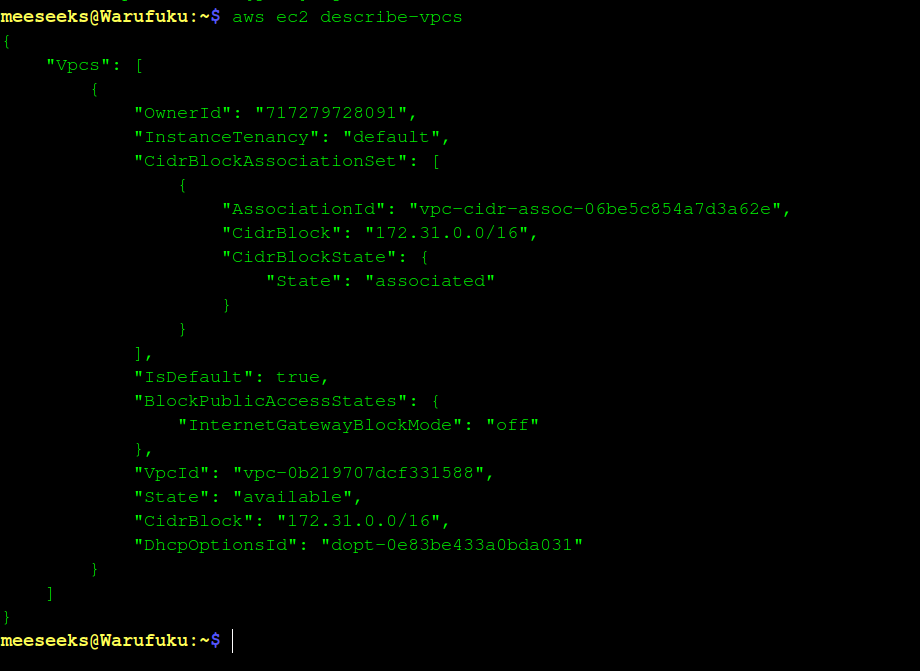 meeseeks@Warufuku:~$ aws ec2 describe-vpcs
{
    "Vpcs": [
        {
            "OwnerId": "717279728091",
            "InstanceTenancy": "default",
            "CidrBlockAssociationSet": [
                {
                    "AssociationId": "vpc-cidr-assoc-06be5c854a7d3a62e",
                    "CidrBlock": "172.31.0.0/16",
                    "CidrBlockState": {
                        "State": "associated"
                    }
                }
            ],
            "IsDefault": true,
            "BlockPublicAccessStates": {
                "InternetGatewayBlockMode": "off"
            },
            "VpcId": "vpc-0b219707dcf331588",
            "State": "available",
            "CidrBlock": "172.31.0.0/16",
            "DhcpOptionsId": "dopt-0e83be433a0bda031"
        }
    ]
}
meeseeks@Warufuku:~$